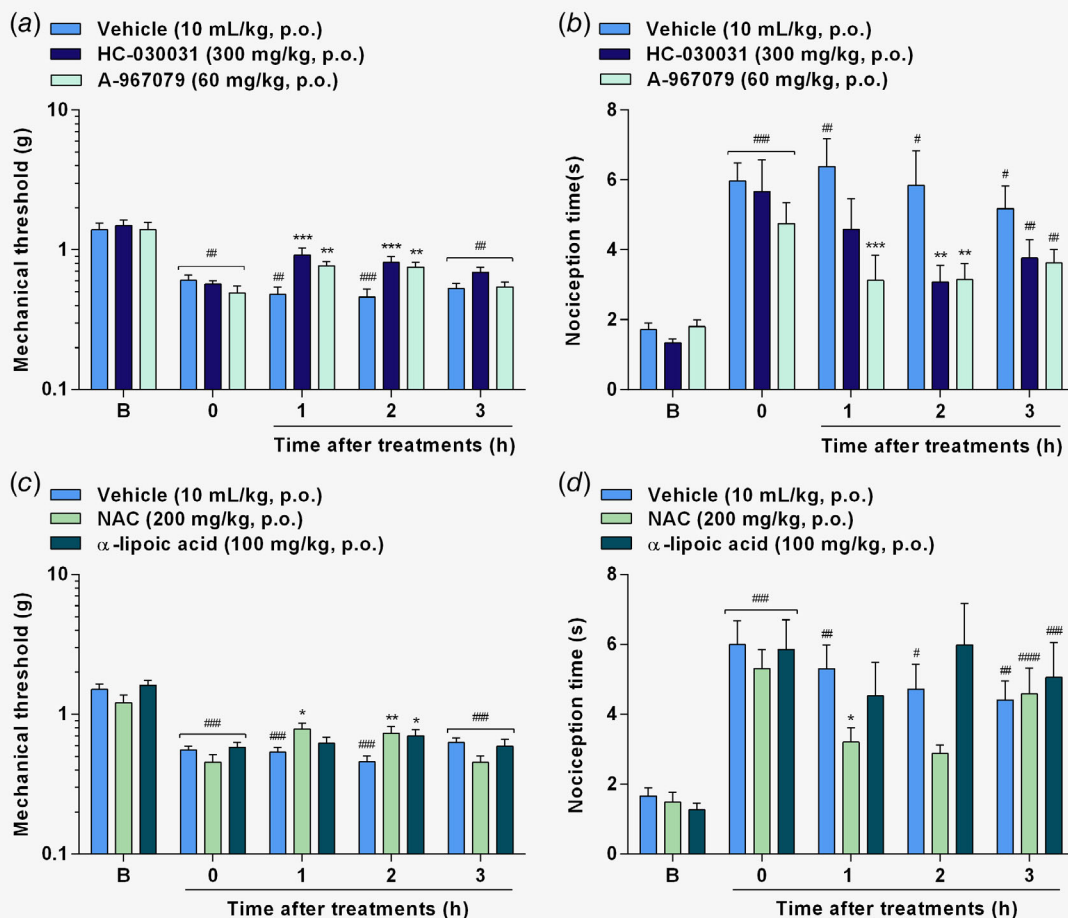 (a)
Vehicle (10 mL/kg, p.o.)
HC-030031 (300 mg/kg, p.o.)
A-967079 (60 mg/kg, p.o.)
Mechanical threshold (g)
10
1
0.1
##
##
***
**
###
***
**
##
B 0 1 2 3
Time after treatments (h)
(b)
Vehicle (10 mL/kg, p.o.)
HC-030031 (300 mg/kg, p.o.)
A-967079 (60 mg/kg, p.o.)
Nociception time(s)
8
6
4
2
0
###
##
***
#
**
**
#
##
##
B 0 1 2 3
Time after treatments (h)
(c)
Vehicle (10 mL/kg, p.o.)
NAC (200 mg/kg, p.o.)
α-lipoic acid (100 mg/kg, p.o.)
Mechanical threshold (g)
10
1
0.1
###
###
*
###
**
*
###
B 0 1 2 3
Time after treatments (h)
(d)
Vehicle (10 mL/kg, p.o.)
NAC (200 mg/kg, p.o.)
α-lipoic acid (100 mg/kg, p.o.)
Nociception time (s)
8
6
4
2
0
###
##
*
#
##
####
###
B 0 1 2 3
Time after treatments (h)